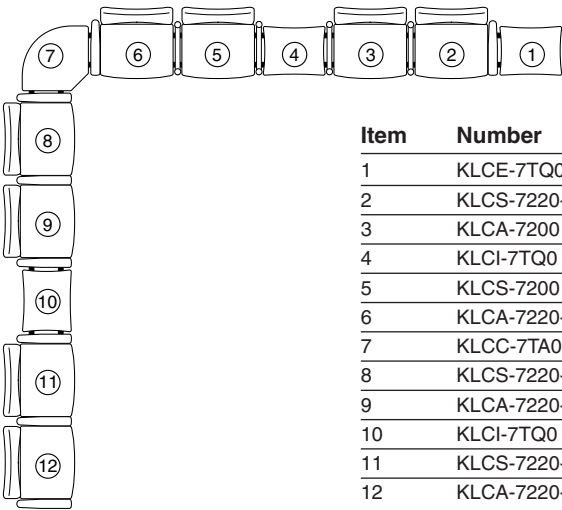 7 6 5 4 3 2 1
8
9
10
11
12
Item Number
1 KLCE-7TQ0
2 KLCS-7220-
3 KLCA-7200
4 KLCI-7TQ0
5 KLCS-7200
6 KLCA-7220-
7 KLCC-7TA0
8 KLCS-7220-
9 KLCA-7220-
10 KLCI-7TQ0
11 KLCS-7220-
12 KLCA-7220-